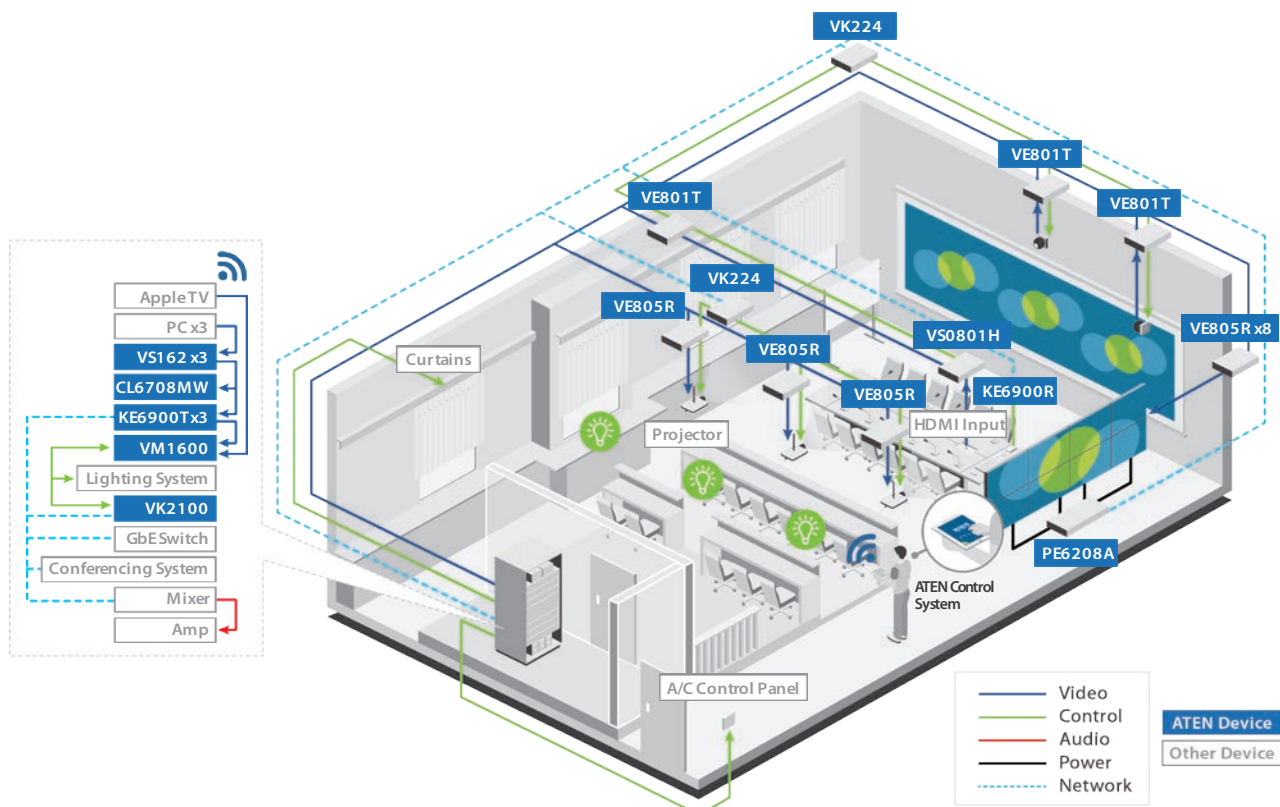 VK224
VE801T
VE801T
VE801T
VK224
VE805R
VS0801H
VE805R x8
VE805R
KE6900R
VE805R
HDMI Input
AppleTV
PC x3
VS162 x3
CL6708MW
KE6900Tx3
VM1600
Lighting System
VK2100
GbESwitch
Conferencing System
Mixer
Amp
Curtains
Projector
PE6208A
ATEN Control
System
A/C Control Panel
Video
Control
Audio
Power
Network
ATEN Device
Other Device